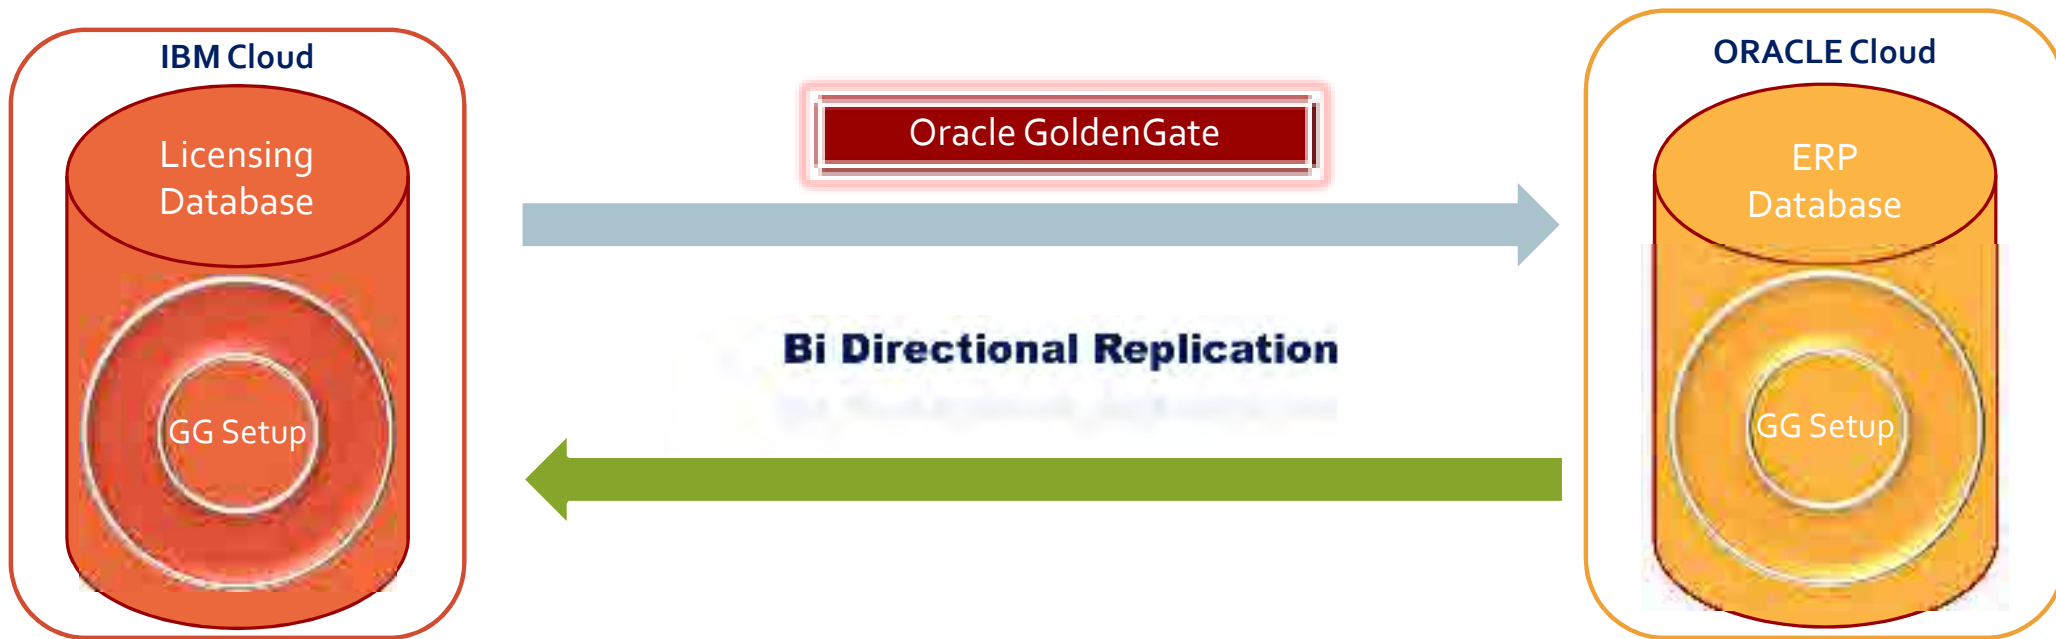 IBM Cloud
Licensing
Database
GG Setup
Oracle GoldenGate
Bi Directional Replication
ORACLE Cloud
ERP
Database
GG Setup